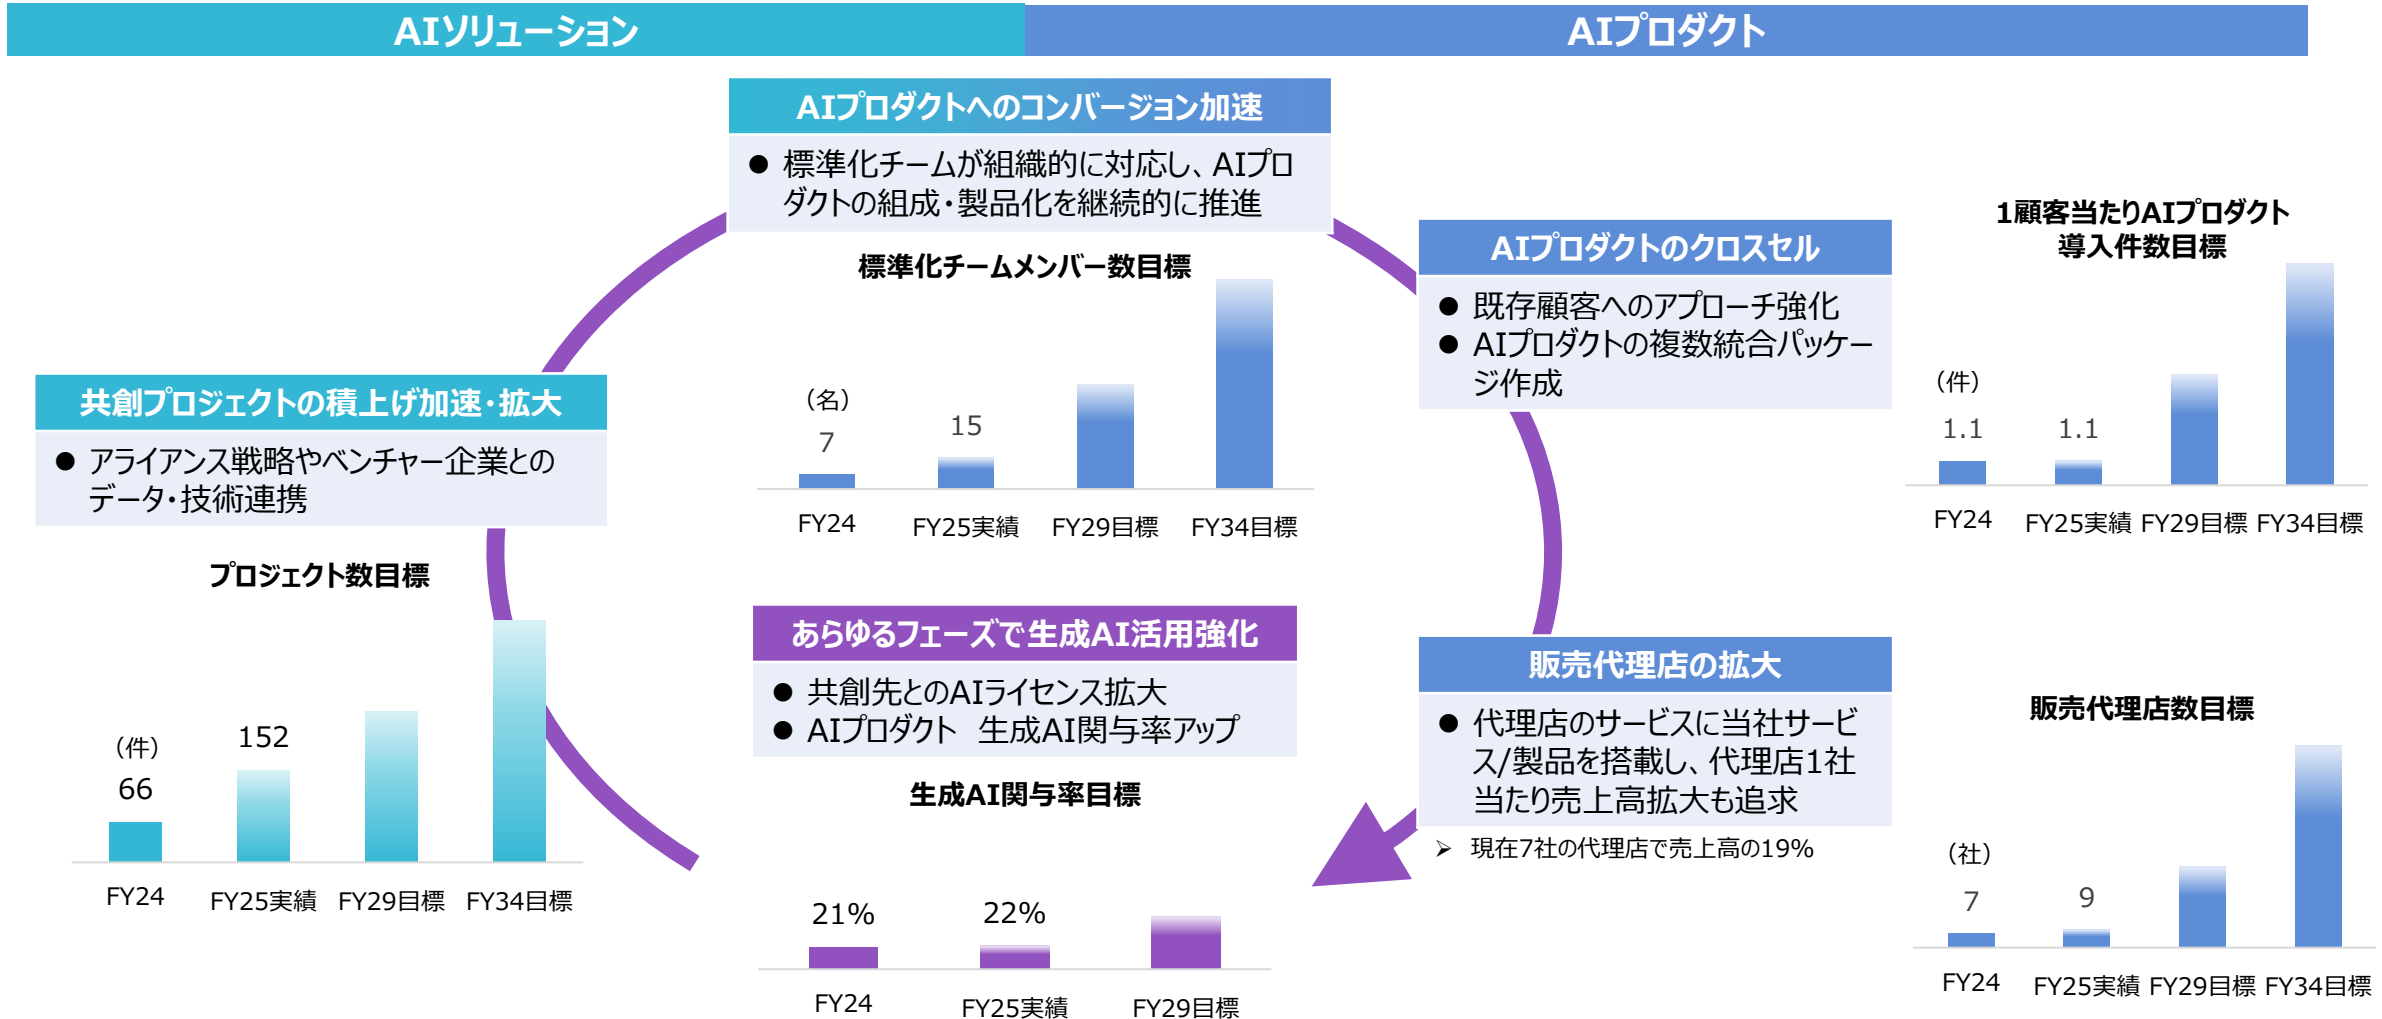 AIソリューション
AIプロダクト
AIプロダクトへのコンバージョン加速
● 標準化チームが組織的に対応し、AIプロ
ダクトの組成・製品化を継続的に推進
標準化チームメンバー数目標
（名）
7
15
FY24
FY25実績
FY29目標
FY34目標
共創プロジェクトの積上げ加速・拡大
● アライアンス戦略やベンチャー企業との
データ・技術連携
プロジェクト数目標
（件）
66
152
FY24
FY25実績
FY29目標
FY34目標
あらゆるフェーズで生成AI活用強化
● 共創先とのAIライセンス拡大
● AIプロダクト　生成AI関与率アップ
生成AI関与率目標
21%
22%
FY24
FY25実績
FY29目標
AIプロダクトのクロスセル
● 既存顧客へのアプローチ強化
● AIプロダクトの複数統合パッケー
ジ作成
1顧客当たりAIプロダクト
導入件数目標
（件）
1.1
1.1
FY24
FY25実績
FY29目標
FY34目標
販売代理店の拡大
● 代理店のサービスに当社サービ
ス/製品を搭載し、代理店1社
当たり売上高拡大も追求
➢ 現在7社の代理店で売上高の19%
販売代理店数目標
（社）
7
9
FY24
FY25実績
FY29目標
FY34目標